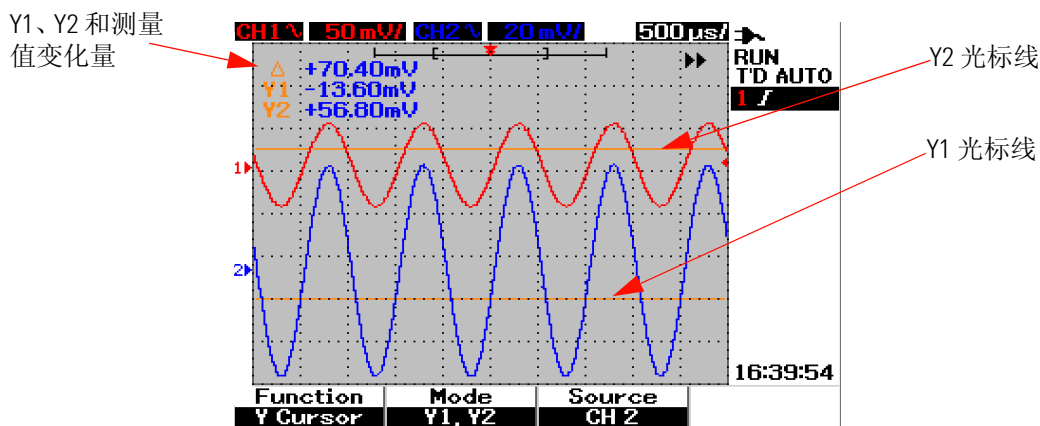 Y1、Y2 和测量
值变化量
CH1 ∿ 50 mV/ CH2 ∿ 20 mV/ 500 µs/
RUN
T'D AUTO
1 ƒ
Δ +70.40mV
Y1 -13.60mV
Y2 +56.80mV
Y2 光标线
Y1 光标线
1
2
16:39:54
Function Mode Source
Y Cursor Y1, Y2 CH 2